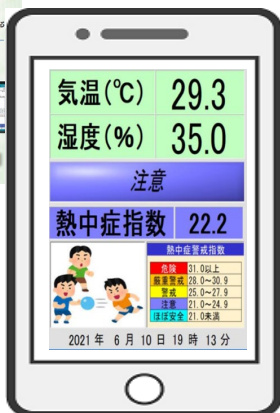 気温(℃) 29.3
湿度(%) 35.0
注意
熱中症指数 22.2
熱中症警戒指数
危険 31.0以上
厳重警戒 28.0〜30.9
警戒 25.0〜27.9
注意 21.0〜24.9
ほぼ安全 21.0未満
2021 年 6 月 10 日 19 時 13 分